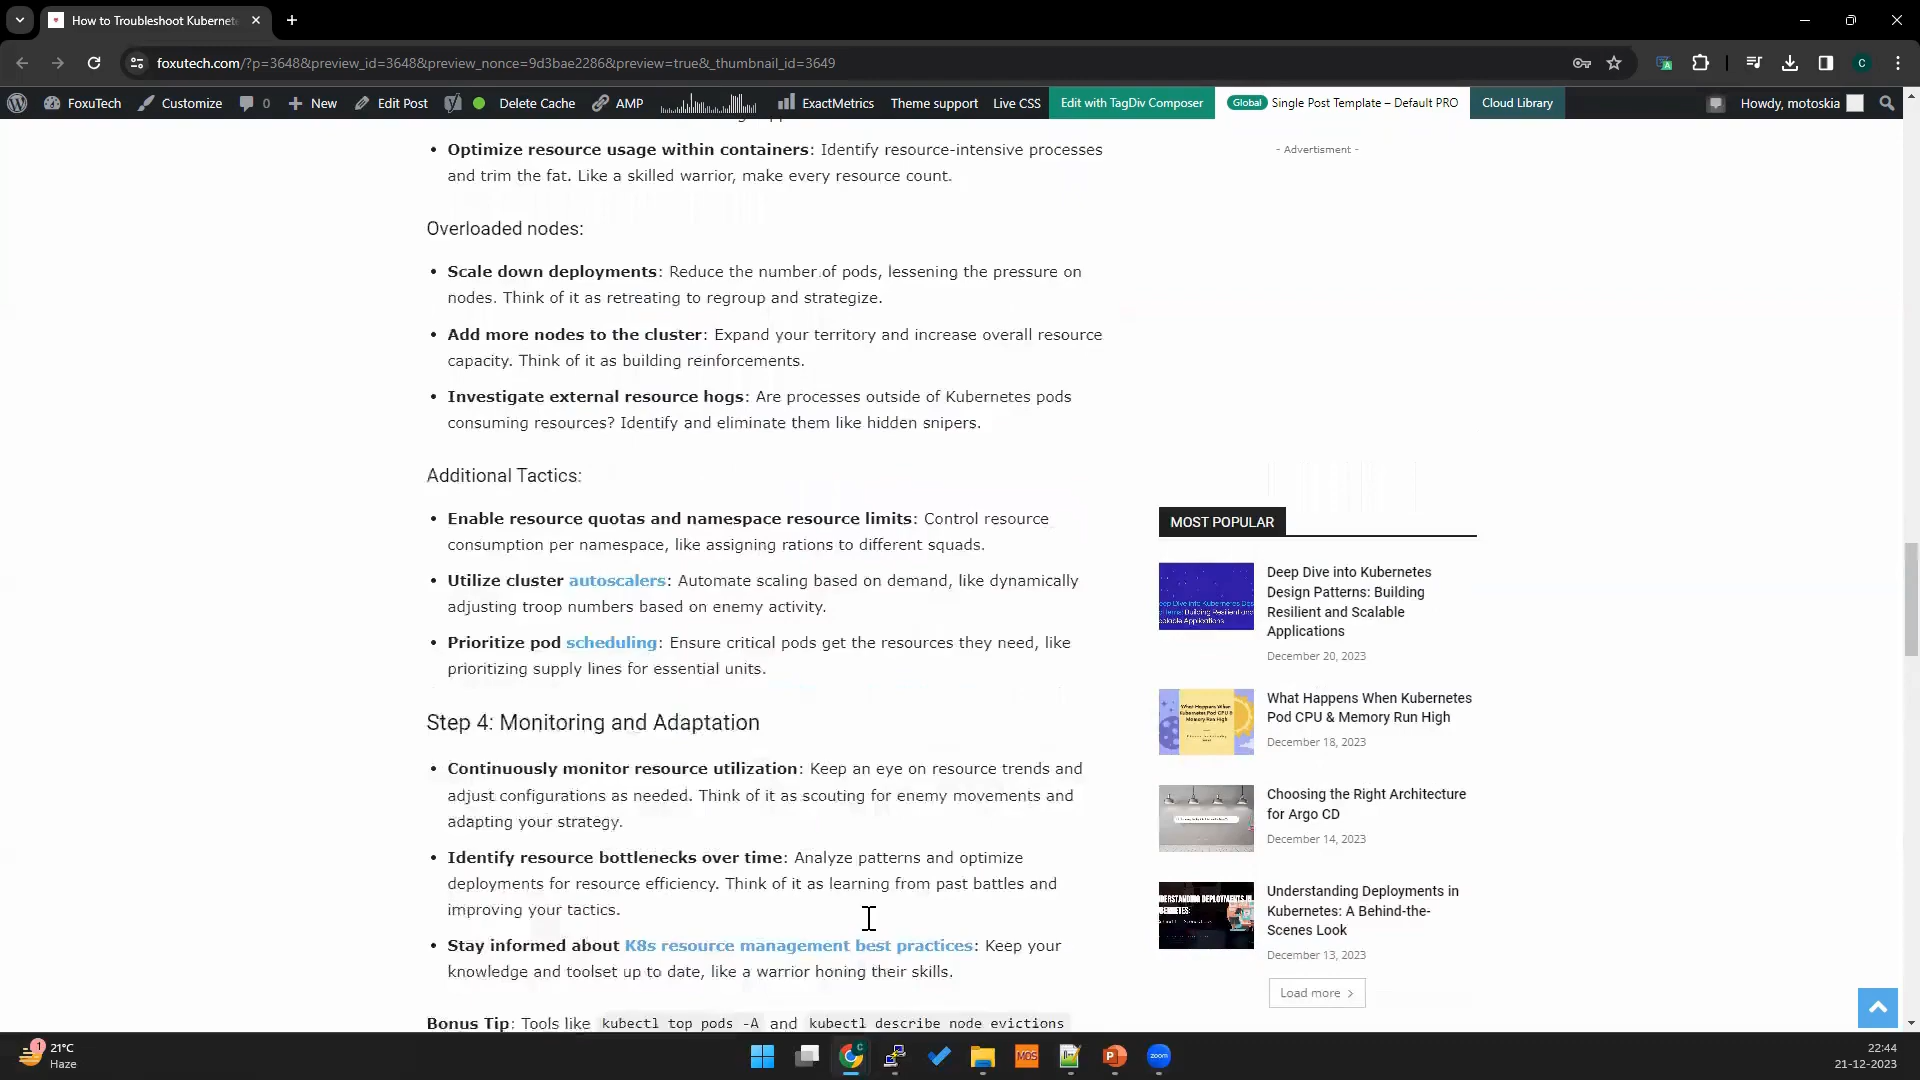 How to Troubleshoot Kubernet
foxutech.com/?p=3648&preview_id=3648&preview_nonce=9d3bae2286&preview=true&_thumbnail_id=3649
C
FoxuTech Customize 0 New Edit Post Delete Cache AMP ExactMetrics Theme support Live CSS Edit with TagDiv Composer Global Single Post Template – Default PRO Cloud Library Howdy, motoskia
• Optimize resource usage within containers: Identify resource-intensive processes
and trim the fat. Like a skilled warrior, make every resource count.
- Advertisment -
Overloaded nodes:
• Scale down deployments: Reduce the number of pods, lessening the pressure on
nodes. Think of it as retreating to regroup and strategize.
• Add more nodes to the cluster: Expand your territory and increase overall resource
capacity. Think of it as building reinforcements.
• Investigate external resource hogs: Are processes outside of Kubernetes pods
consuming resources? Identify and eliminate them like hidden snipers.
Additional Tactics:
• Enable resource quotas and namespace resource limits: Control resource
consumption per namespace, like assigning rations to different squads.
• Utilize cluster autoscalers: Automate scaling based on demand, like dynamically
adjusting troop numbers based on enemy activity.
• Prioritize pod scheduling: Ensure critical pods get the resources they need, like
prioritizing supply lines for essential units.
Step 4: Monitoring and Adaptation
• Continuously monitor resource utilization: Keep an eye on resource trends and
adjust configurations as needed. Think of it as scouting for enemy movements and
adapting your strategy.
• Identify resource bottlenecks over time: Analyze patterns and optimize
deployments for resource efficiency. Think of it as learning from past battles and
improving your tactics.
• Stay informed about K8s resource management best practices: Keep your
knowledge and toolset up to date, like a warrior honing their skills.
Bonus Tip: Tools like kubectl top pods -A and kubectl describe node evictions
MOST POPULAR
Deep Dive into Kubernetes
Design Patterns: Building
Resilient and Scalable
Applications
December 20, 2023
What Happens When Kubernetes
Pod CPU & Memory Run High
December 18, 2023
Choosing the Right Architecture
for Argo CD
December 14, 2023
Understanding Deployments in
Kubernetes: A Behind-the-
Scenes Look
December 13, 2023
Load more
1
21°C
Haze
C
MOS
P
zoom
22:44
21-12-2023